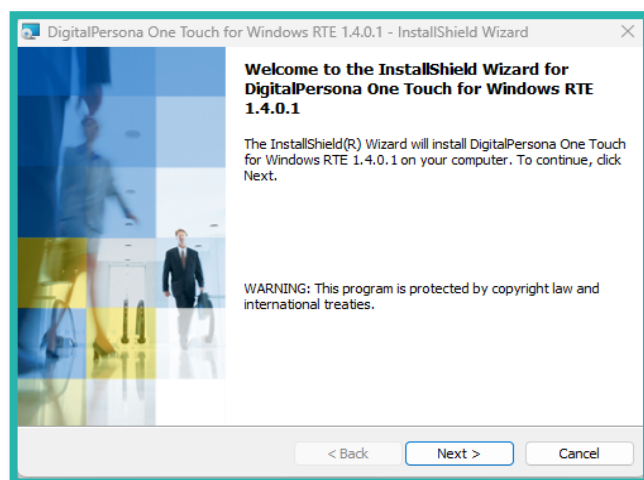 DigitalPersona One Touch for Windows RTE 1.4.0.1 - InstallShield Wizard
Welcome to the InstallShield Wizard for
DigitalPersona One Touch for Windows RTE
1.4.0.1
The InstallShield(R) Wizard will install DigitalPersona One Touch
for Windows RTE 1.4.0.1 on your computer. To continue, click
Next.
WARNING: This program is protected by copyright law and
international treaties.
< Back
Next >
Cancel